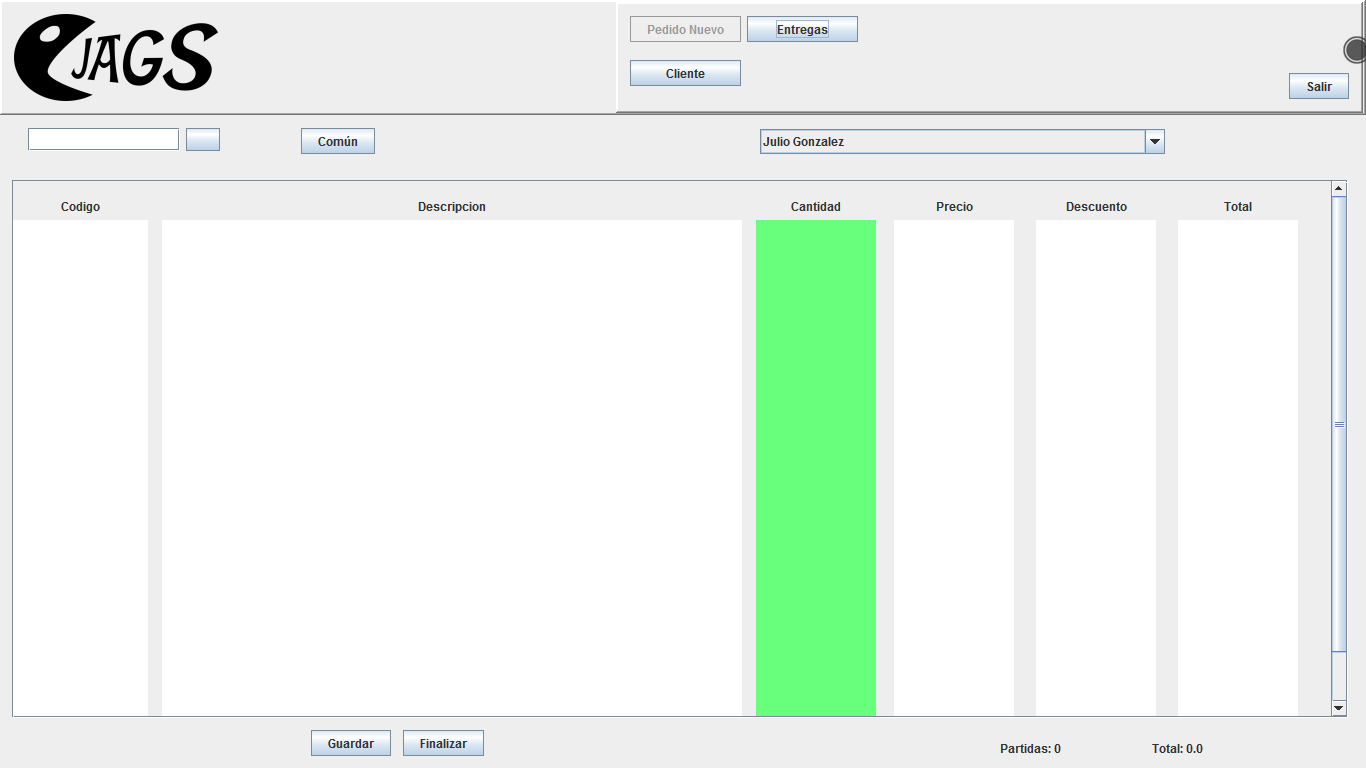 JAGS
Pedido Nuevo Entregas
Cliente
Salir
Común Julio Gonzalez
Codigo Descripcion Cantidad Precio Descuento Total
Guardar Finalizar
Partidas: 0 Total: 0.0